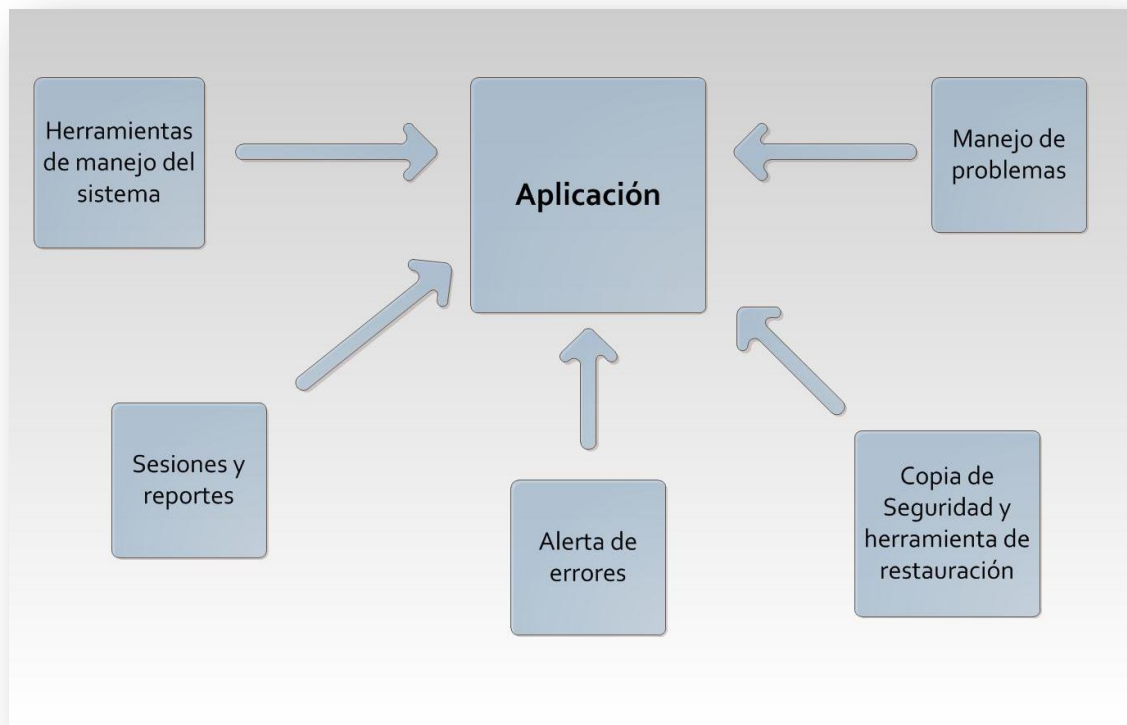 Herramientas
de manejo del
sistema
Aplicación
Manejo de
problemas
Sesiones y
reportes
Alerta de
errores
Copia de
Seguridad y
herramienta de
restauración